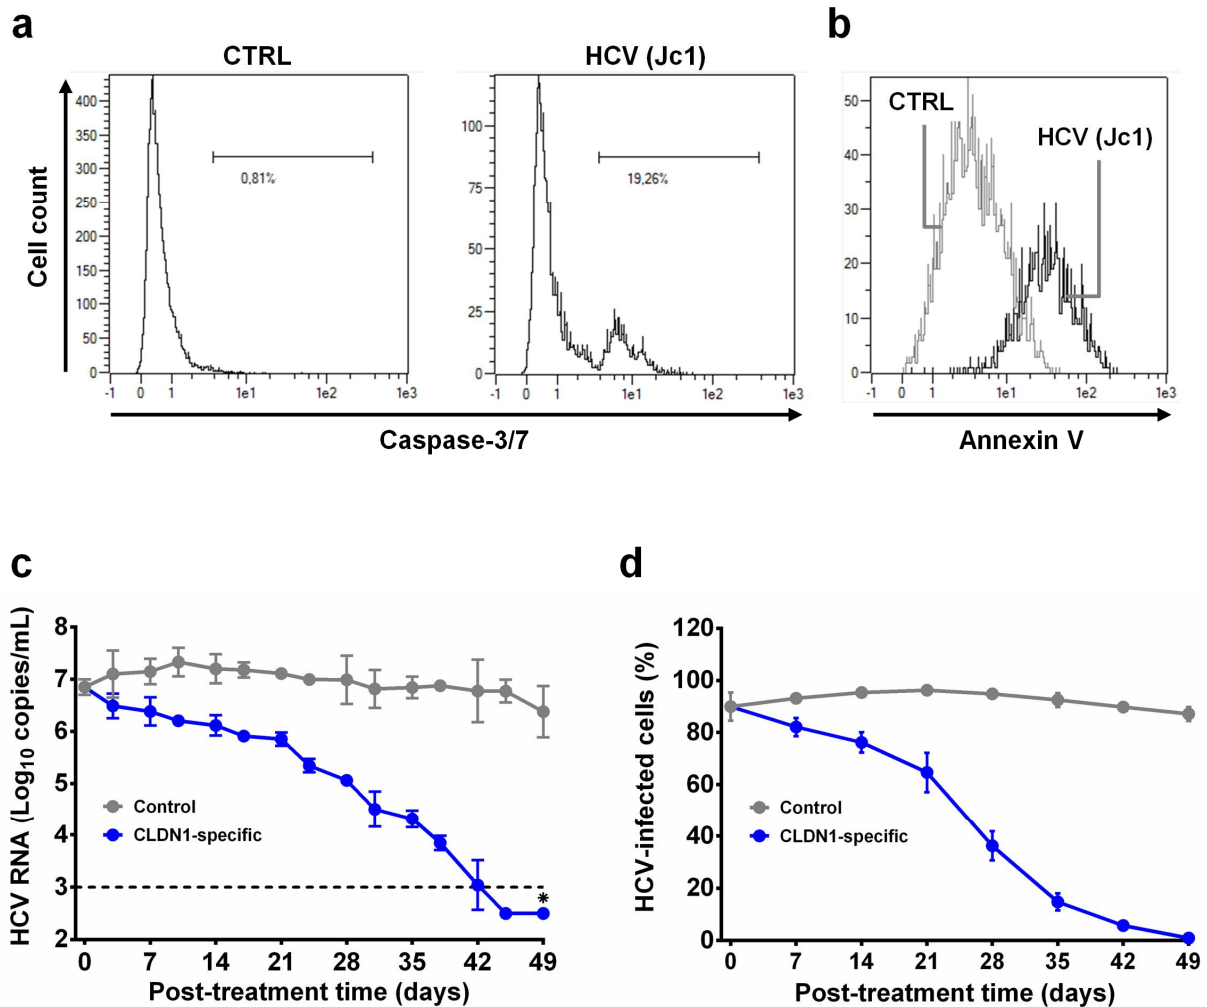 a
CTRL
HCV (Jc1)
Cell count
400
350
300
250
200
150
100
50
0
0,81%
-1 0 1 1e1 1e2 1e3
100
75
50
25
0
19,26%
-1 0 1 1e1 1e2 1e3
Caspase-3/7
b
50
40
30
20
10
0
CTRL
HCV (Jc1)
-1 0 1 1e1 1e2 1e3
Annexin V
c
HCV RNA (Log10 copies/mL)
8
7
6
5
4
3
2
Control
CLDN1-specific
*
0 7 14 21 28 35 42 49
Post-treatment time (days)
d
HCV-infected cells (%)
120
100
80
60
40
20
0
Control
CLDN1-specific
0 7 14 21 28 35 42 49
Post-treatment time (days)